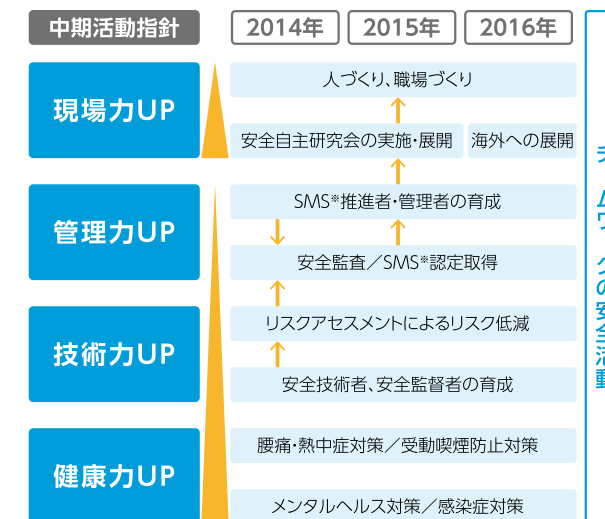 中期活動指針
2014年
2015年
2016年
現場力UP
人づくり、職場づくり
安全自主研究会の実施・展開
海外への展開
管理力UP
SMS※推進者・管理者の育成
安全監査／SMS※認定取得
技術力UP
リスクアセスメントによるリスク低減
安全技術者、安全監督者の育成
健康力UP
腰痛・熱中症対策／受動喫煙防止対策
メンタルヘルス対策／感染症対策